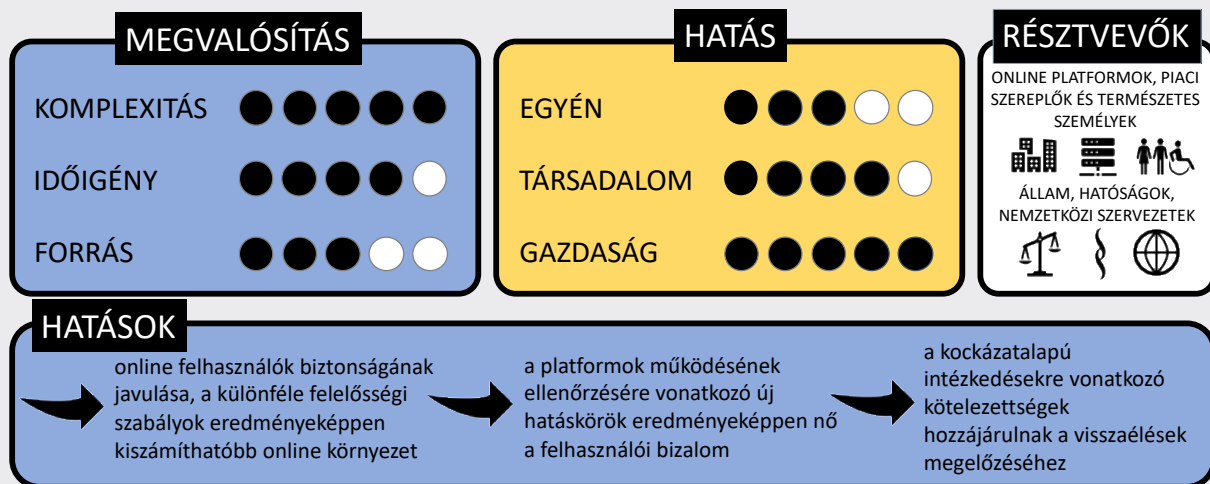 MEGVALÓSÍTÁS
KOMPLEXITÁS
IDŐIGÉNY
FORRÁS
HATÁS
EGYÉN
TÁRSADALOM
GAZDASÁG
RÉSZTVEVŐK
ONLINE PLATFORMOK, PIACI
SZEREPLŐK ÉS TERMÉSZETES
SZEMÉLYEK
ÁLLAM, HATÓSÁGOK,
NEMZETKÖZI SZERVEZETEK
HATÁSOK
online felhasználók biztonságának
javulása, a különféle felelősségi
szabályok eredményeképpen
kiszámíthatóbb online környezet
a platformok működésének
ellenőrzésére vonatkozó új
hatáskörök eredményeképpen nő
a felhasználói bizalom
a kockázatalapú
intézkedésekre vonatkozó
kötelezettségek
hozzájárulnak a visszaélések
megelőzéséhez